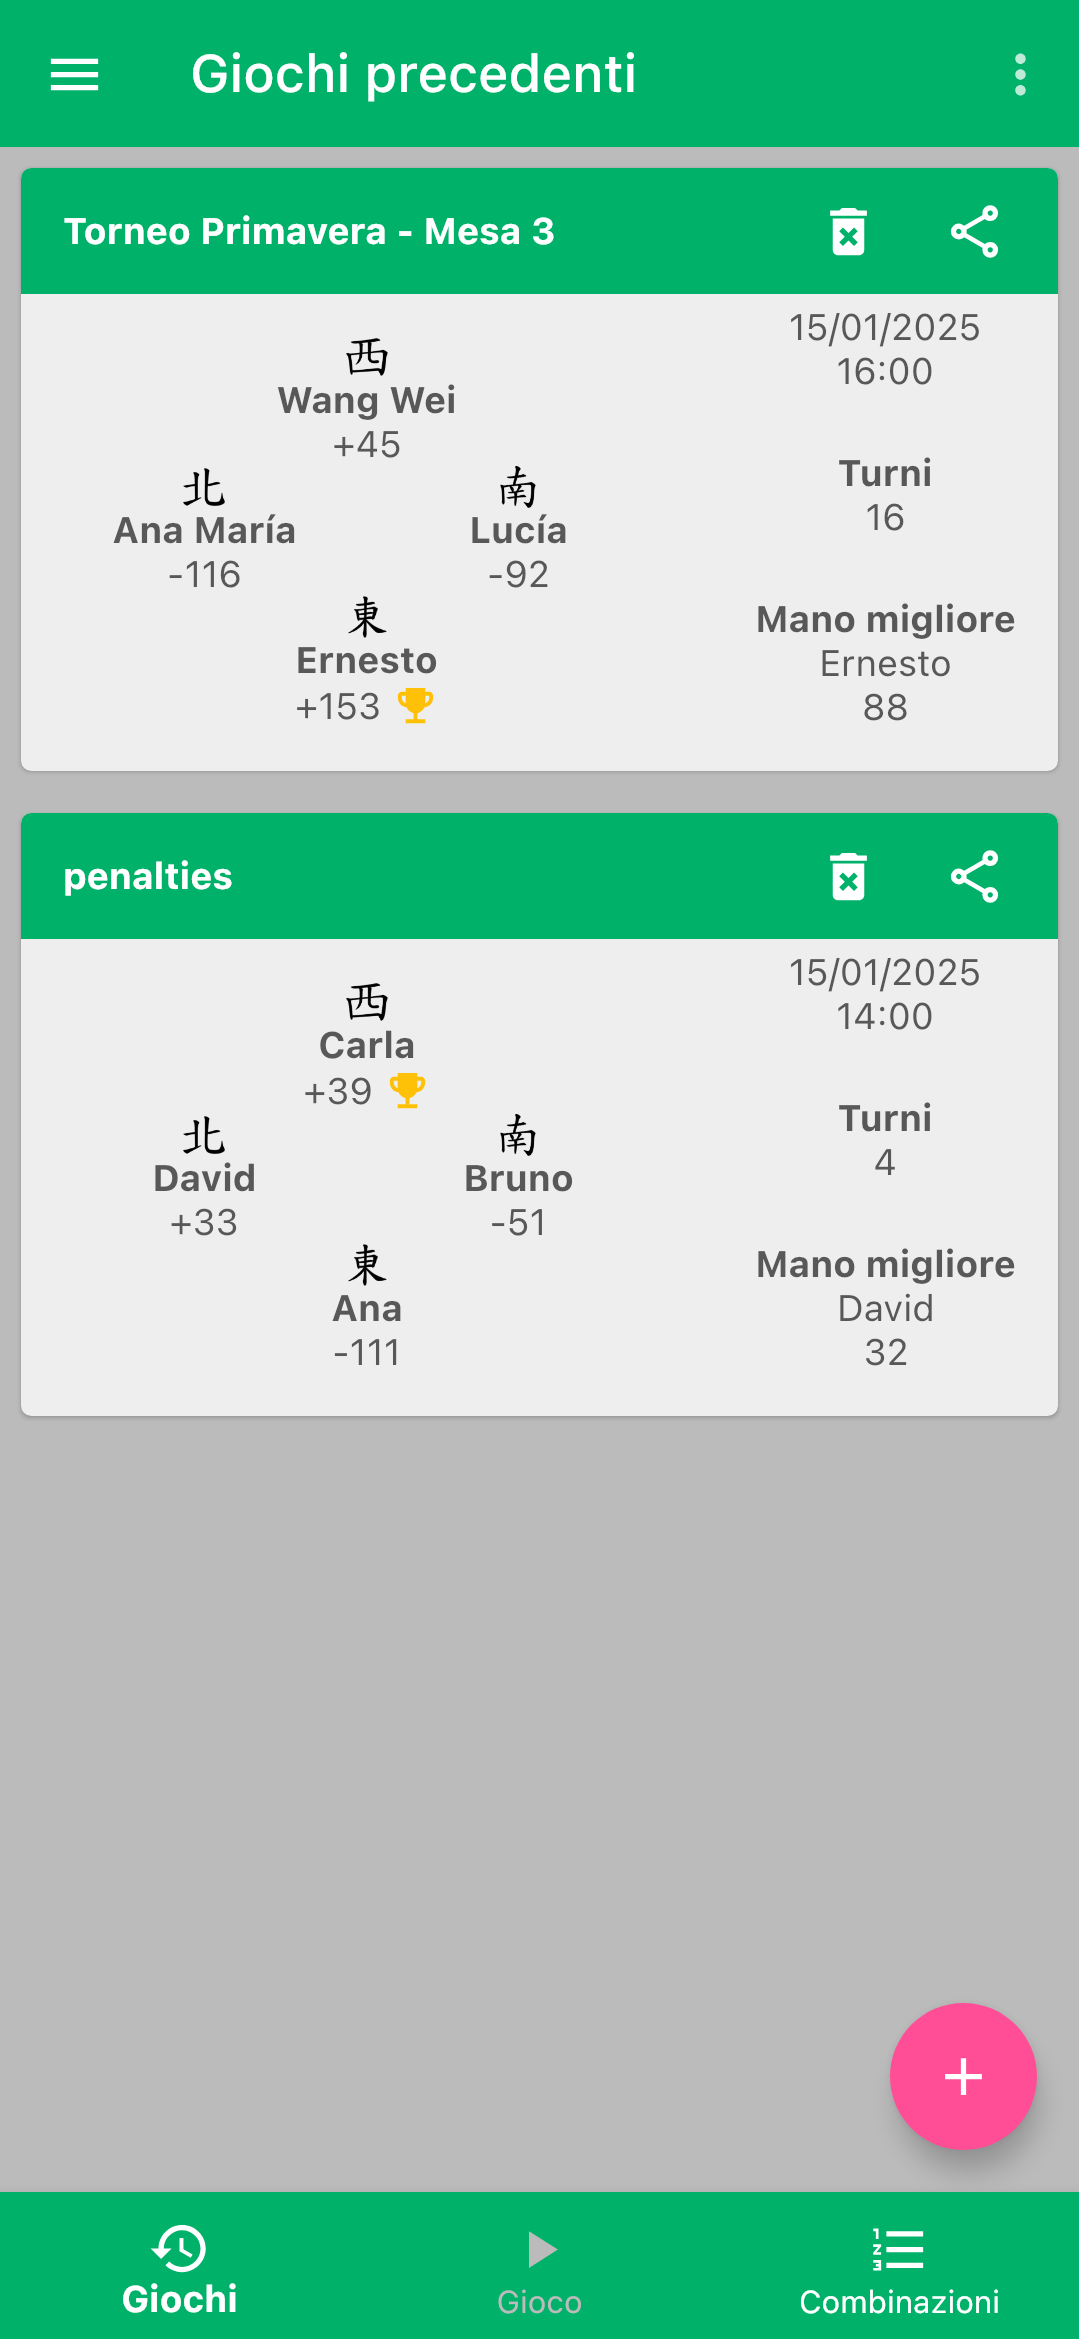 Giochi precedenti
Torneo Primavera - Mesa 3
15/01/2025
16:00
西
Wang Wei
+45
北
Ana María
-116
南
Lucía
-92
東
Ernesto
+153
Turni
16
Mano migliore
Ernesto
88
penalties
15/01/2025
14:00
西
Carla
+39
北
David
+33
南
Bruno
-51
東
Ana
-111
Turni
4
Mano migliore
David
32
Giochi
Gioco
Combinazioni